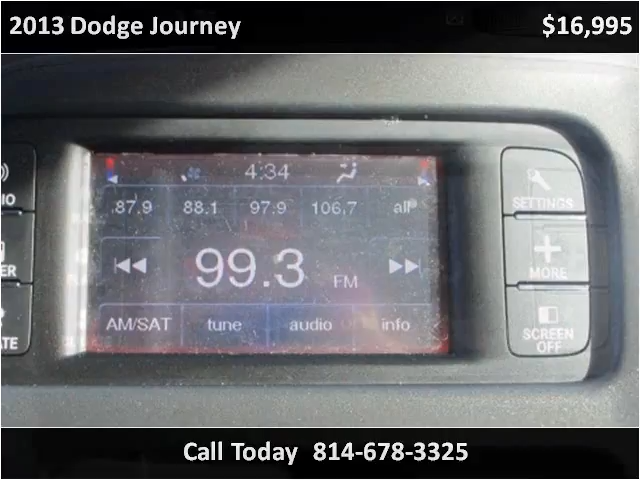 2013 Dodge Journey $16,995
4:34
87.9 88.1 97.9 106.7 all
99.3 FM
AM/SAT tune audio info
SETTINGS
MORE
SCREEN
OFF
Call Today 814-678-3325